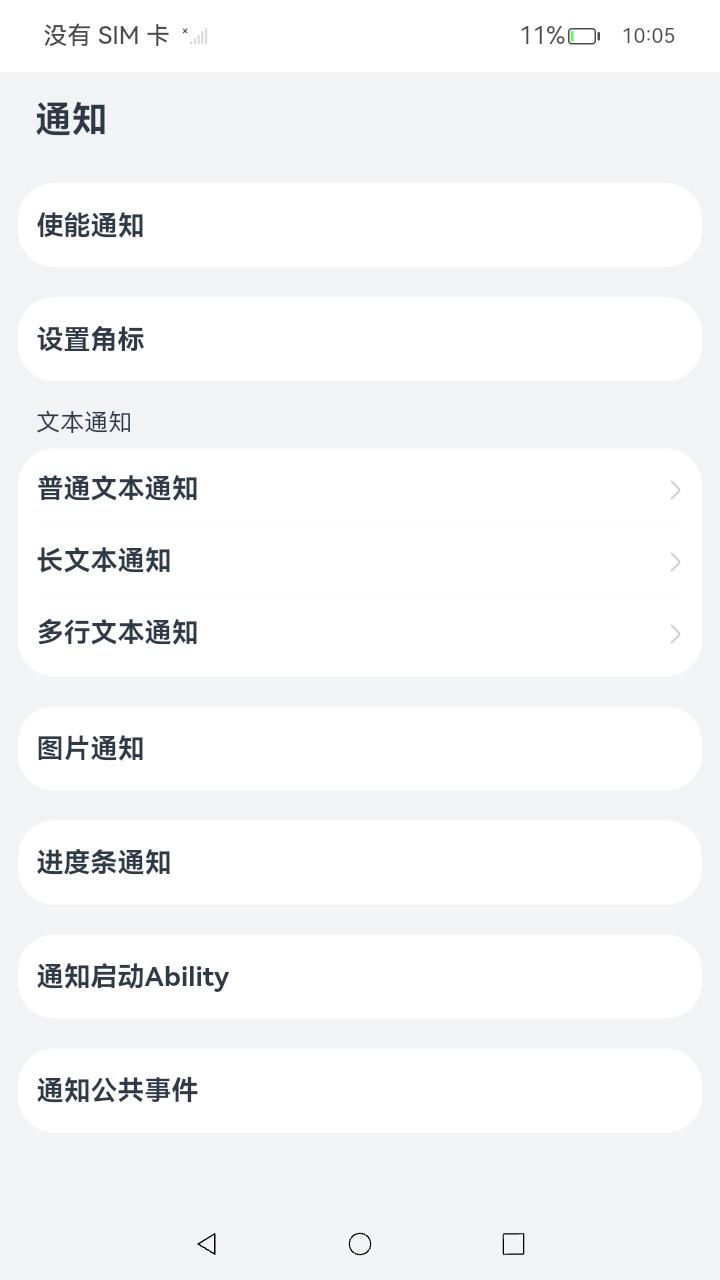 没有 SIM 卡 11% 10:05
通知
使能通知
设置角标
文本通知
普通文本通知
长文本通知
多行文本通知
图片通知
进度条通知
通知启动Ability
通知公共事件